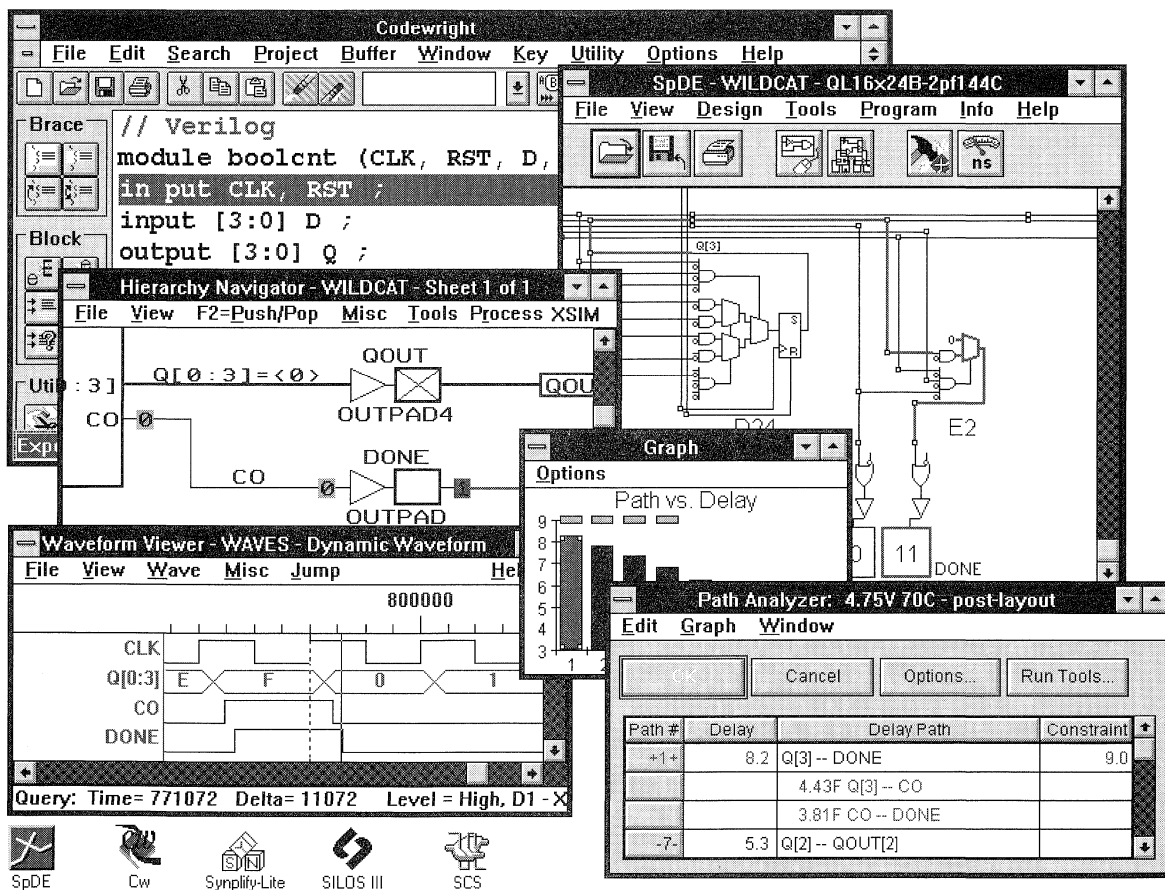 Codewright
File Edit Search Project Buffer Window Key Utility Options Help
Brace
// Verilog
module boolcnt (CLK, RST, D,
in put CLK, RST ;
input [3:0] D ;
output [3:0] Q ;
Block
SpDE - WILDCAT - QL16x24B-2pf144C
File View Design Tools Program Info Help
ns
Q[3]
S
R
0
D24
E2
11
DONE
Hierarchy Navigator - WILDCAT - Sheet 1 of 1
File View F2=Push/Pop Misc Tools Process XSIM
: 3]
Q[0:3]=<0>
QOUT
OUTPAD4
QOU
CO 0
CO
0
DONE
OUTPAD
1
Graph
Options
Path vs. Delay
9
8
7
6
5
4
3
1
2
Waveform Viewer - WAVES - Dynamic Waveform
File View Wave Misc Jump Hel
800000
CLK
Q[0:3] E F 0 1
CO
DONE
Query: Time= 771072 Delta= 11072 Level = High, D1 - X
Path Analyzer: 4.75V 70C - post-layout
Edit Graph Window
OK Cancel Options... Run Tools...
Path # Delay Delay Path Constraint
+1+ 8.2 Q[3] -- DONE 9.0
4.43F Q[3] -- CO
3.81F CO -- DONE
-7- 5.3 Q[2] -- QOUT[2]
SpDE
Cw
Synplify-Lite
SILOS III
SCS